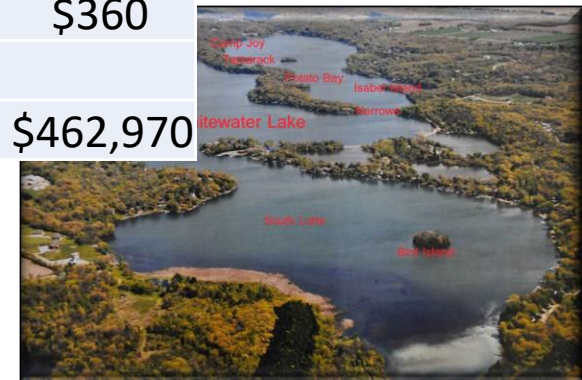 $360
$462,970
Camp Joy
Tamarack
Potato Bay
Isabel Island
Narrows
itewater Lake
South Lake
Bird Island